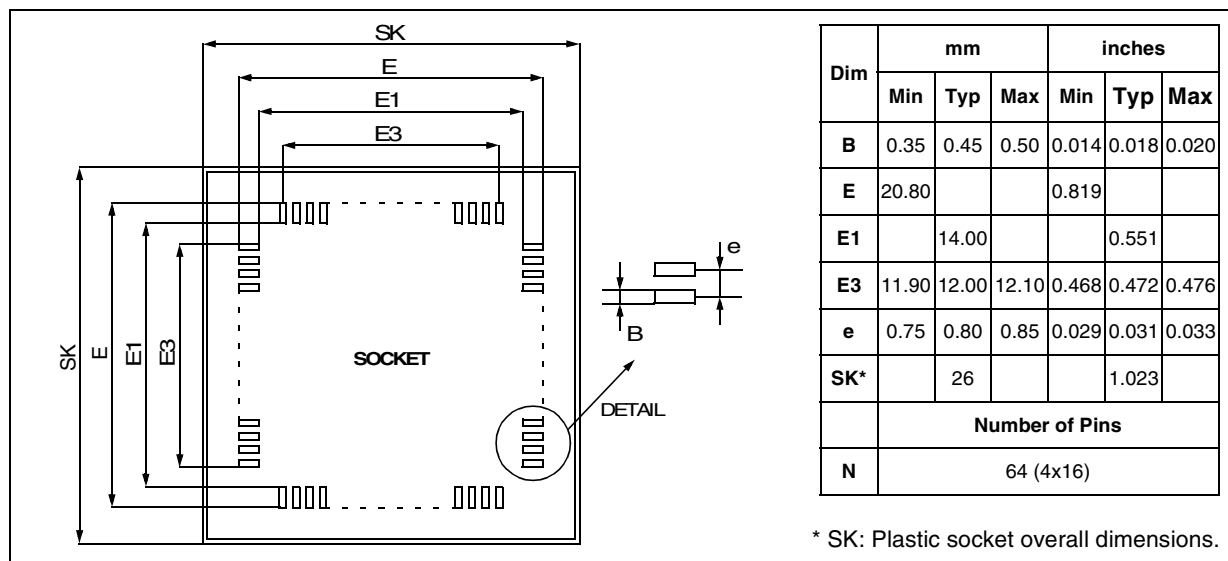 SK
E
E1
E3
SK
E
E1
E3
SOCKET
e
B
DETAIL
Dim mm inches
Min Typ Max Min Typ Max
B 0.35 0.45 0.50 0.014 0.018 0.020
E 20.80 0.819
E1 14.00 0.551
E3 11.90 12.00 12.10 0.468 0.472 0.476
e 0.75 0.80 0.85 0.029 0.031 0.033
SK* 26 1.023
Number of Pins
N 64 (4x16)
* SK: Plastic socket overall dimensions.